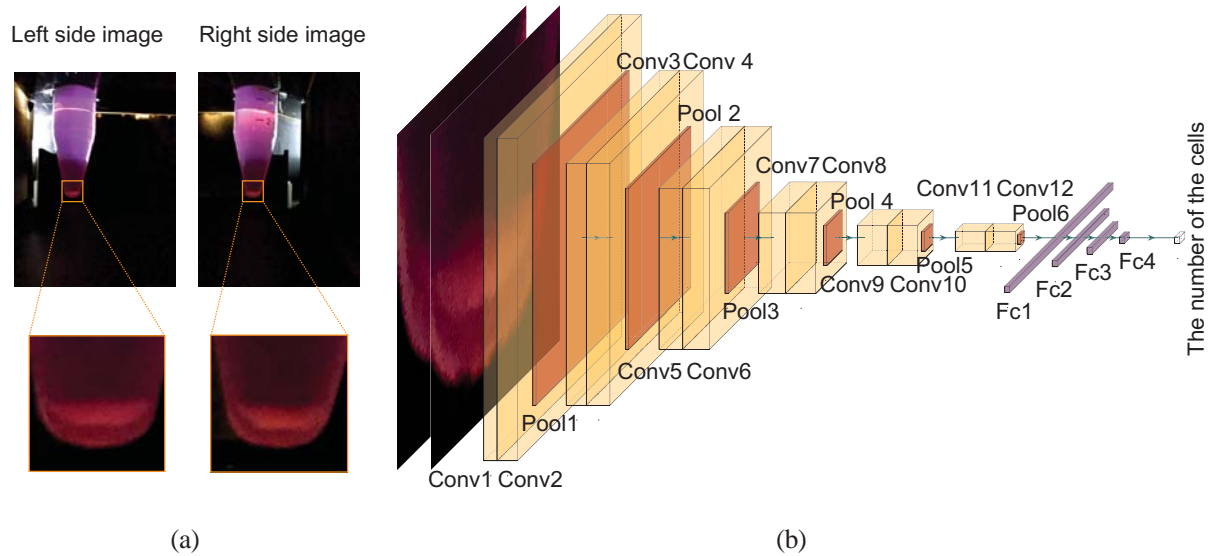 Left side image
Right side image
Conv3 Conv 4
Pool 2
Conv7 Conv8
Pool 4
Conv11 Conv12
Pool6
Pool1
Conv1 Conv2
Conv5 Conv6
Pool3
Conv9 Conv10
Pool5
Fc1
Fc2
Fc3
Fc4
The number of the cells
(a)
(b)